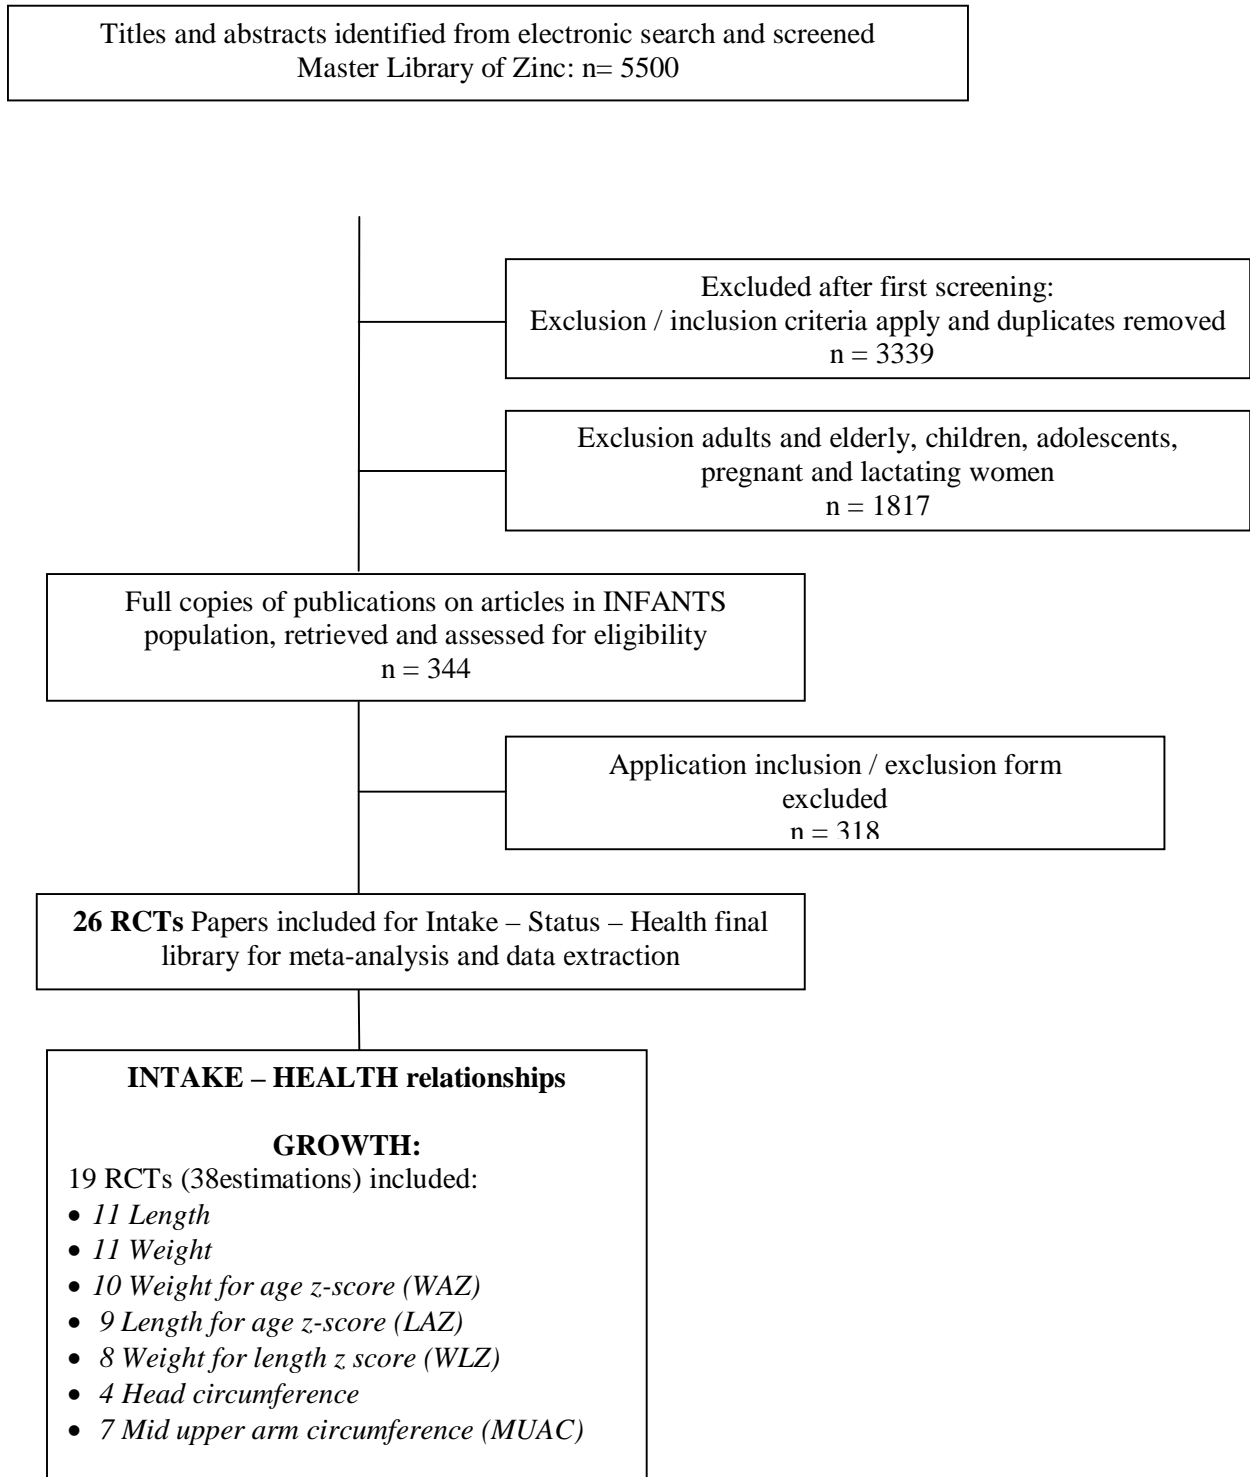 Titles and abstracts identified from electronic search and screened
Master Library of Zinc: n= 5500
Excluded after first screening:
Exclusion / inclusion criteria apply and duplicates removed
n = 3339
Exclusion adults and elderly, children, adolescents,
pregnant and lactating women
n = 1817
Full copies of publications on articles in INFANTS
population, retrieved and assessed for eligibility
n = 344
Application inclusion / exclusion form
excluded
n = 318
26 RCTs Papers included for Intake – Status – Health final
library for meta-analysis and data extraction
INTAKE – HEALTH relationships
GROWTH:
19 RCTs (38estimations) included:
• 11 Length
• 11 Weight
• 10 Weight for age z-score (WAZ)
• 9 Length for age z-score (LAZ)
• 8 Weight for length z score (WLZ)
• 4 Head circumference
• 7 Mid upper arm circumference (MUAC)